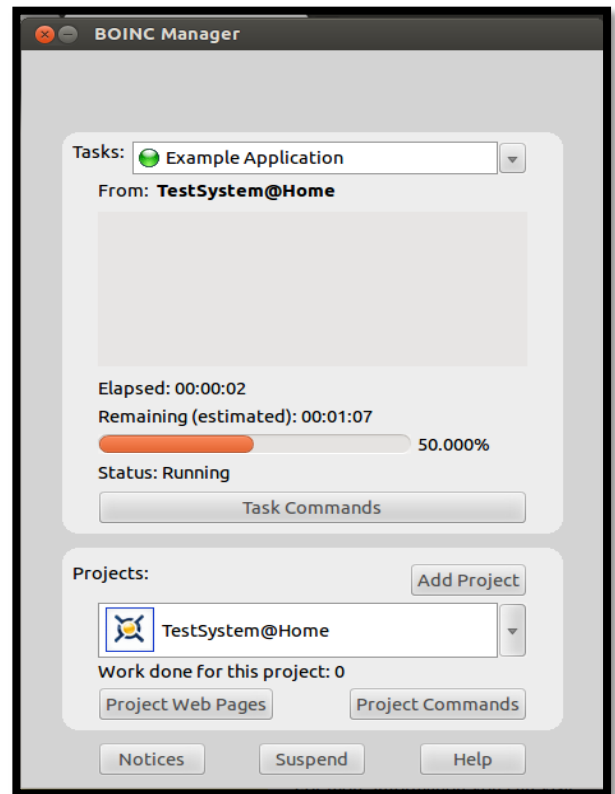 BOINC Manager
Tasks: Example Application
From: TestSystem@Home
Elapsed: 00:00:02
Remaining (estimated): 00:01:07
50.000%
Status: Running
Task Commands
Projects:
Add Project
TestSystem@Home
Work done for this project: 0
Project Web Pages Project Commands
Notices Suspend Help